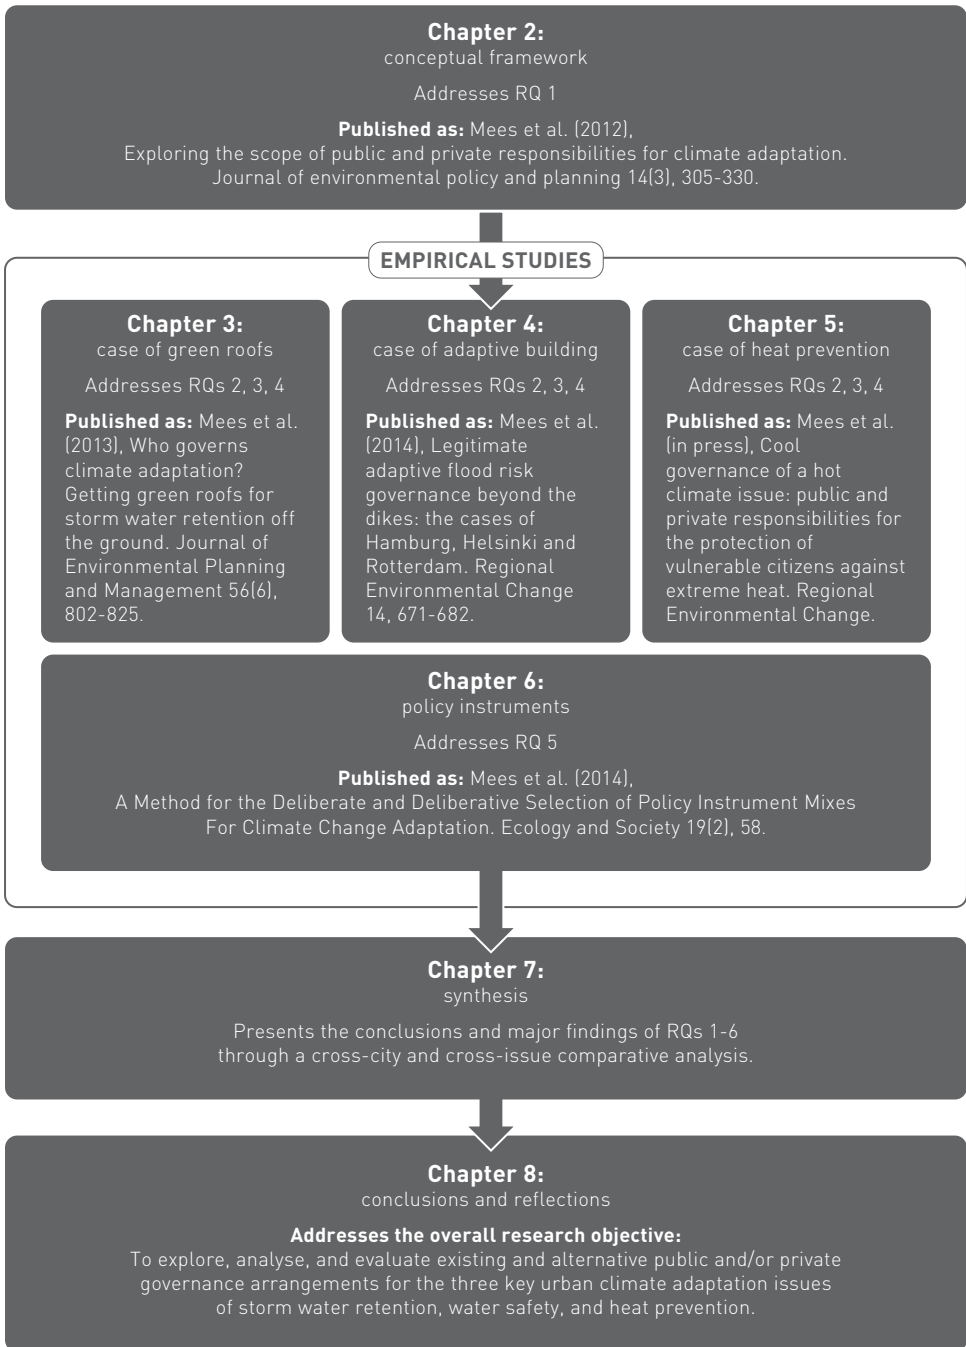 Chapter 2:
conceptual framework
Addresses RQ 1
Published as: Mees et al. (2012),
Exploring the scope of public and private responsibilities for climate adaptation.
Journal of environmental policy and planning 14(3), 305-330.
EMPIRICAL STUDIES
Chapter 3:
case of green roofs
Addresses RQs 2, 3, 4
Published as: Mees et al.
(2013), Who governs
climate adaptation?
Getting green roofs for
storm water retention off
the ground. Journal of
Environmental Planning
and Management 56(6),
802-825.
Chapter 4:
case of adaptive building
Addresses RQs 2, 3, 4
Published as: Mees et al.
(2014), Legitimate
adaptive flood risk
governance beyond the
dikes: the cases of
Hamburg, Helsinki and
Rotterdam. Regional
Environmental Change
14, 671-682.
Chapter 5:
case of heat prevention
Addresses RQs 2, 3, 4
Published as: Mees et al.
(in press), Cool
governance of a hot
climate issue: public and
private responsibilities for
the protection of
vulnerable citizens against
extreme heat. Regional
Environmental Change.
Chapter 6:
policy instruments
Addresses RQ 5
Published as: Mees et al. (2014),
A Method for the Deliberate and Deliberative Selection of Policy Instrument Mixes
For Climate Change Adaptation. Ecology and Society 19(2), 58.
Chapter 7:
synthesis
Presents the conclusions and major findings of RQs 1-6
through a cross-city and cross-issue comparative analysis.
Chapter 8:
conclusions and reflections
Addresses the overall research objective:
To explore, analyse, and evaluate existing and alternative public and/or private
governance arrangements for the three key urban climate adaptation issues
of storm water retention, water safety, and heat prevention.